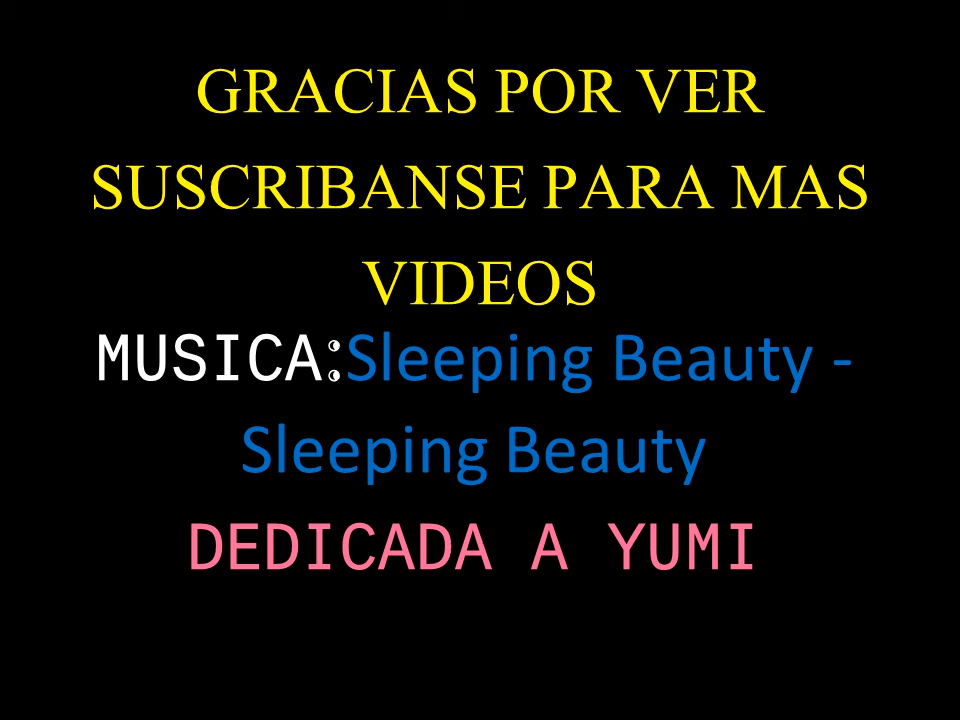 GRACIAS POR VER
SUSCRIBANSE PARA MAS
VIDEOS
MUSICA:Sleeping Beauty -
Sleeping Beauty
DEDICADA A YUMI